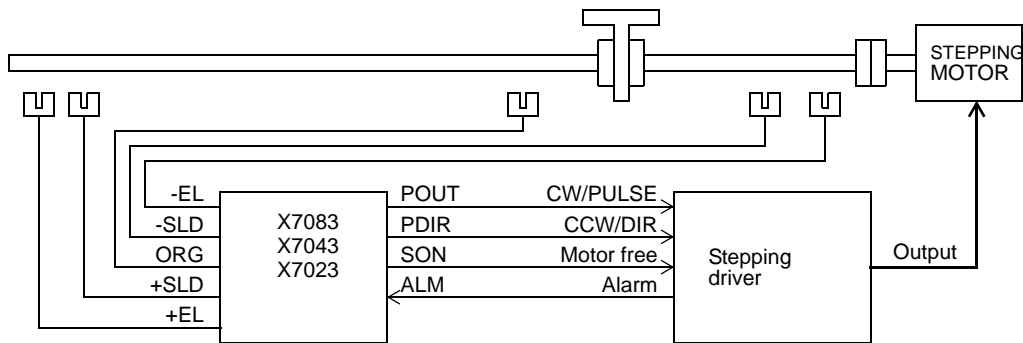 STEPPING
MOTOR
-EL
-SLD
ORG
+SLD
+EL
X7083
X7043
X7023
POUT
PDIR
SON
ALM
CW/PULSE
CCW/DIR
Motor free
Alarm
Stepping
driver
Output